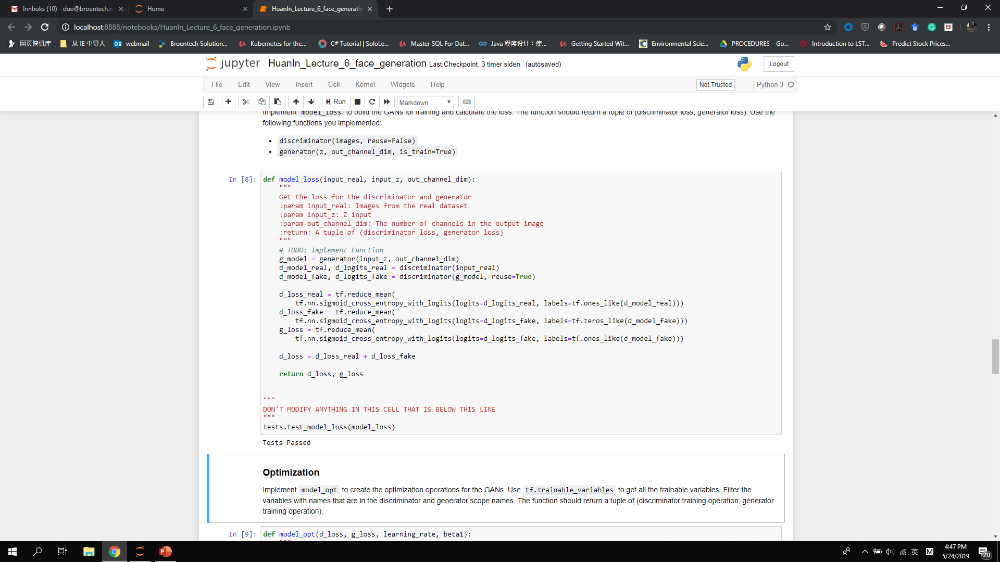 Innboks (10) - duo@broentech.n
Home
HuanIn_Lecture_6_face_generatio
localhost:8888/notebooks/HuanIn_Lecture_6_face_generation.ipynb
网页快讯库
从 IE 中导入
webmail
Broentech Solution...
Kubernetes for the...
C# Tutorial | SoloLe...
Master SQL For Dat...
Java 程序设计：使...
Getting Started Wit...
Environmental Scie...
PROCEDURES – Go...
Introduction to LST...
Predict Stock Prices...
jupyter HuanIn_Lecture_6_face_generation Last Checkpoint: 3 timer siden (autosaved)
Logout
File Edit View Insert Cell Kernel Widgets Help
Not Trusted
Python 3
Run
Markdown
Implement model_loss to build the GANs for training and calculate the loss. The function should return a tuple of (discriminator loss, generator loss). Use the
following functions you implemented:
• discriminator(images, reuse=False)
• generator(z, out_channel_dim, is_train=True)
In [8]:
def model_loss(input_real, input_z, out_channel_dim):
"""
Get the loss for the discriminator and generator
:param input_real: Images from the real dataset
:param input_z: Z input
:param out_channel_dim: The number of channels in the output image
:return: A tuple of (discriminator loss, generator loss)
"""
# TODO: Implement Function
g_model = generator(input_z, out_channel_dim)
d_model_real, d_logits_real = discriminator(input_real)
d_model_fake, d_logits_fake = discriminator(g_model, reuse=True)
d_loss_real = tf.reduce_mean(
tf.nn.sigmoid_cross_entropy_with_logits(logits=d_logits_real, labels=tf.ones_like(d_model_real)))
d_loss_fake = tf.reduce_mean(
tf.nn.sigmoid_cross_entropy_with_logits(logits=d_logits_fake, labels=tf.zeros_like(d_model_fake)))
g_loss = tf.reduce_mean(
tf.nn.sigmoid_cross_entropy_with_logits(logits=d_logits_fake, labels=tf.ones_like(d_model_fake)))
d_loss = d_loss_real + d_loss_fake
return d_loss, g_loss
"""
DON'T MODIFY ANYTHING IN THIS CELL THAT IS BELOW THIS LINE
"""
tests.test_model_loss(model_loss)
Tests Passed
Optimization
Implement model_opt to create the optimization operations for the GANs. Use tf.trainable_variables to get all the trainable variables. Filter the
variables with names that are in the discriminator and generator scope names. The function should return a tuple of (discriminator training operation, generator
training operation).
In [9]:
def model_opt(d_loss, g_loss, learning_rate, beta1):
"""
英
M
4:47 PM
5/24/2019
20